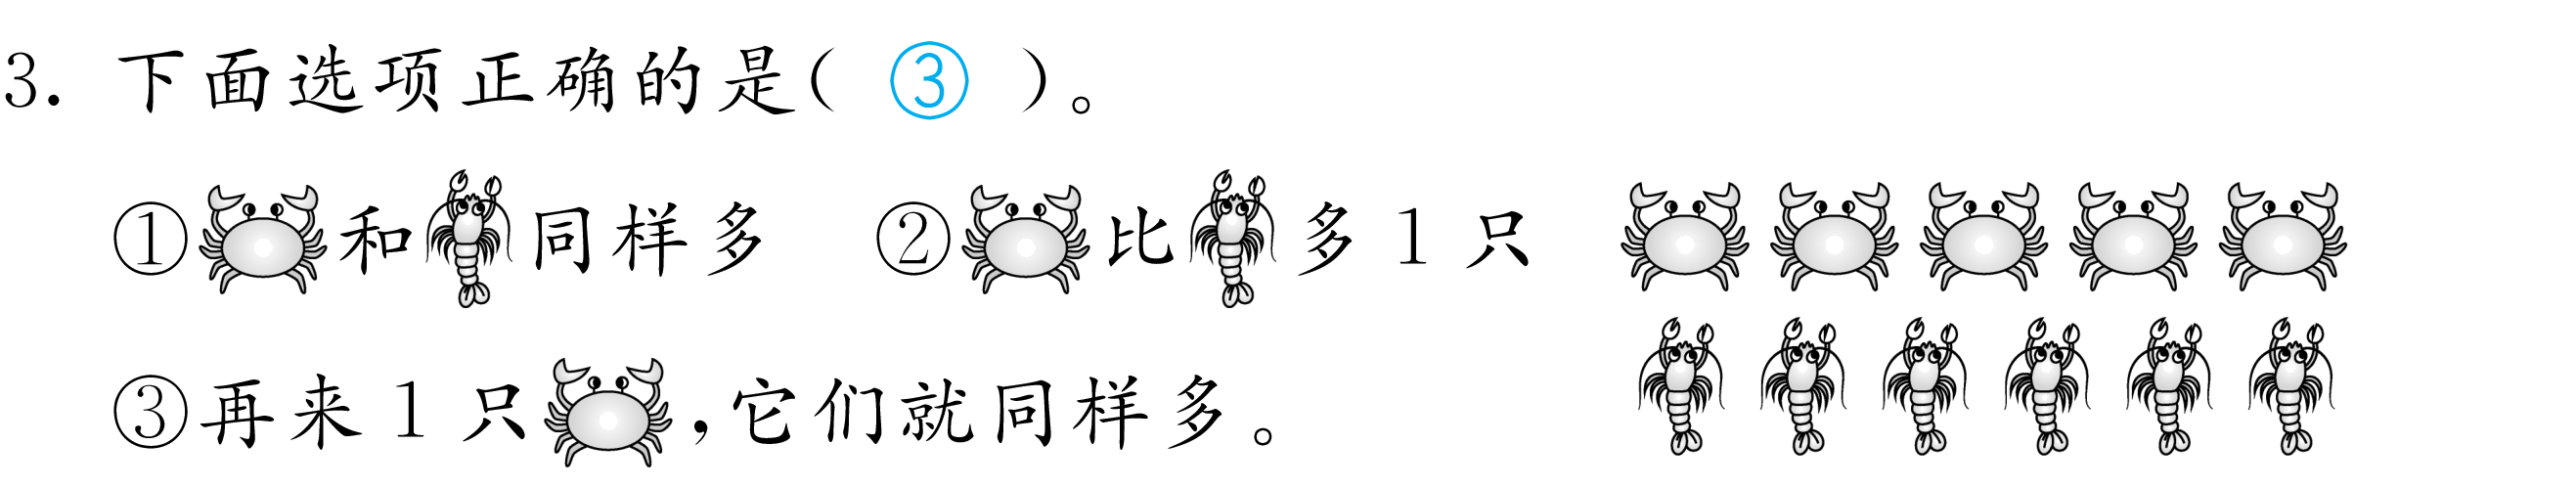 3. 下面选项正确的是( ③ )。
①和同样多 ②比多1只
③再来1只,它们就同样多。